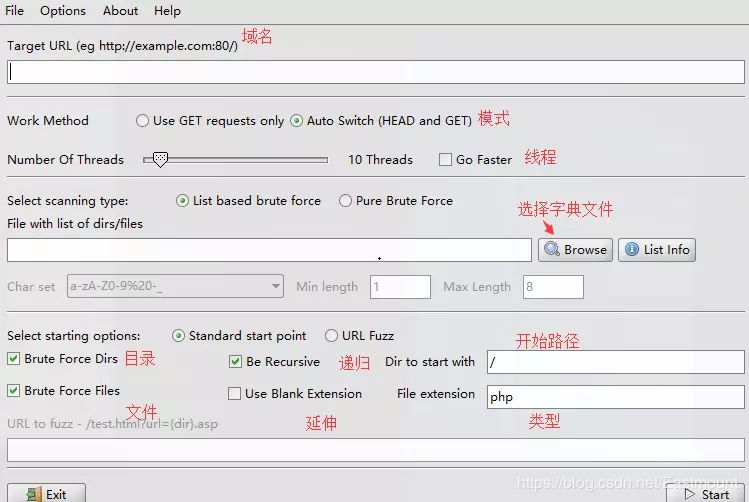 File Options About Help
Target URL (eg http://example.com:80/) 域名
Work Method Use GET requests only Auto Switch (HEAD and GET) 模式
Number Of Threads 10 Threads Go Faster 线程
Select scanning type: List based brute force Pure Brute Force
选择字典文件
File with list of dirs/files
Browse List Info
Char set a-zA-Z0-9%20-_ Min length 1 Max Length 8
Select starting options: Standard start point URL Fuzz
开始路径
Brute Force Dirs 目录 Be Recursive 递归 Dir to start with /
Brute Force Files Use Blank Extension File extension php
文件 延伸 类型
URL to fuzz - /test.html?url={dir}.asp
https://blog.csdn.net/Eastmount
Exit Start